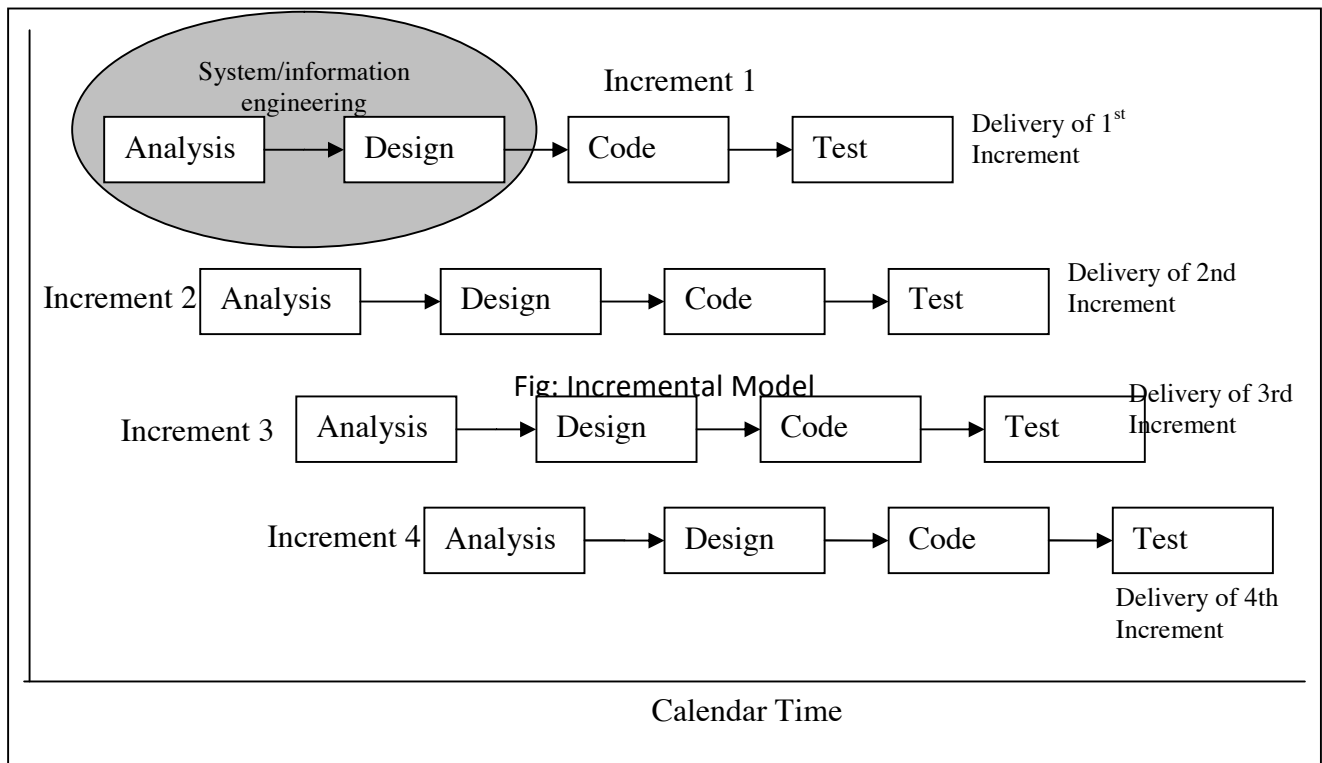 System/information
engineering
Increment 1
Analysis
Design
Code
Test
Delivery of 1st
Increment
Increment 2
Analysis
Design
Code
Test
Delivery of 2nd
Increment
Fig: Incremental Model
Increment 3
Analysis
Design
Code
Test
Delivery of 3rd
Increment
Increment 4
Analysis
Design
Code
Test
Delivery of 4th
Increment
Calendar Time